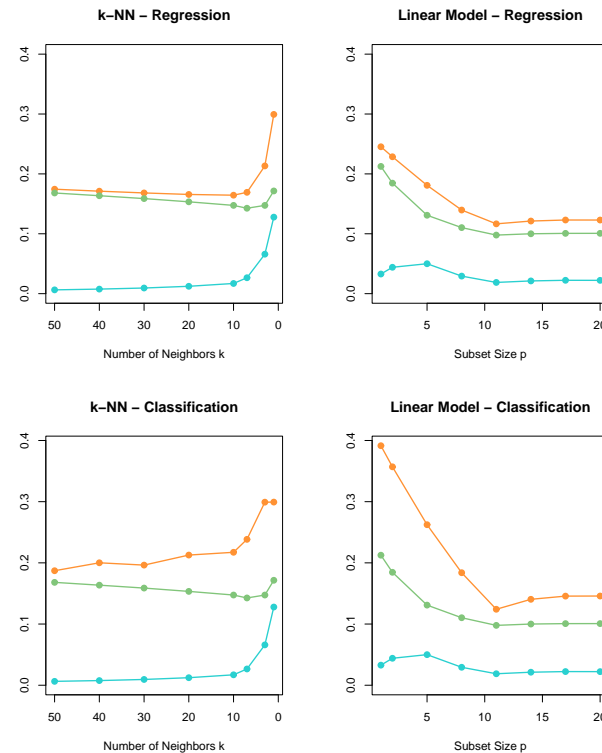 k−NN − Regression
0.0 0.1 0.2 0.3 0.4
50 40 30 20 10 0
Number of Neighbors k
Linear Model − Regression
0.0 0.1 0.2 0.3 0.4
5 10 15 20
Subset Size p
k−NN − Classification
0.0 0.1 0.2 0.3 0.4
50 40 30 20 10 0
Number of Neighbors k
Linear Model − Classification
0.0 0.1 0.2 0.3 0.4
5 10 15 20
Subset Size p